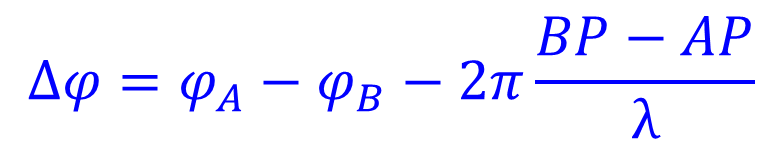 Δφ = φ_A − φ_B − 2π (BP − AP)/λ